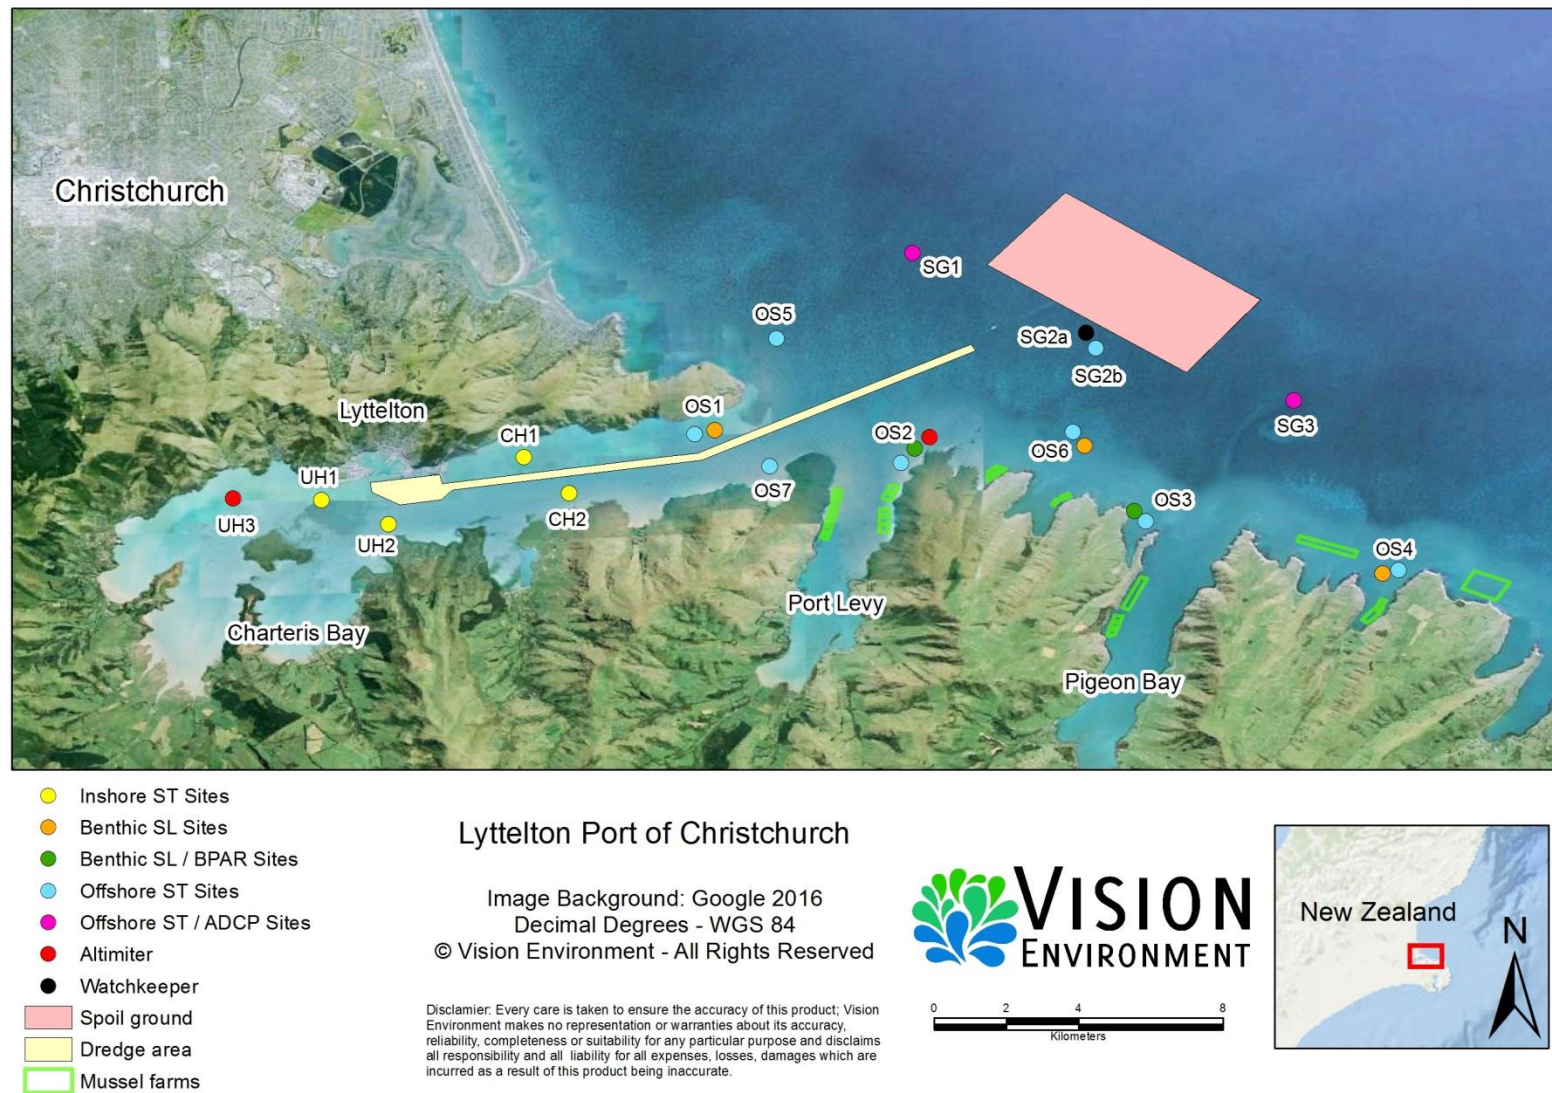 Christchurch
SG1
OS5
SG2a
SG2b
Lyttelton
OS1
SG3
CH1
OS2
OS6
UH1
OS7
OS3
UH3
CH2
UH2
OS4
Port Levy
Charteris Bay
Pigeon Bay
Inshore ST Sites
Benthic SL Sites
Benthic SL / BPAR Sites
Offshore ST Sites
Offshore ST / ADCP Sites
Altimiter
Watchkeeper
Spoil ground
Dredge area
Mussel farms
Lyttelton Port of Christchurch
Image Background: Google 2016
Decimal Degrees - WGS 84
© Vision Environment - All Rights Reserved
Disclamier: Every care is taken to ensure the accuracy of this product; Vision
Environment makes no representation or warranties about its accuracy,
reliability, completeness or suitability for any particular purpose and disclaims
all responsibility and all liability for all expenses, losses, damages which are
incurred as a result of this product being inaccurate.
VISION
ENVIRONMENT
0 2 4 8
Kilometers
New Zealand
N